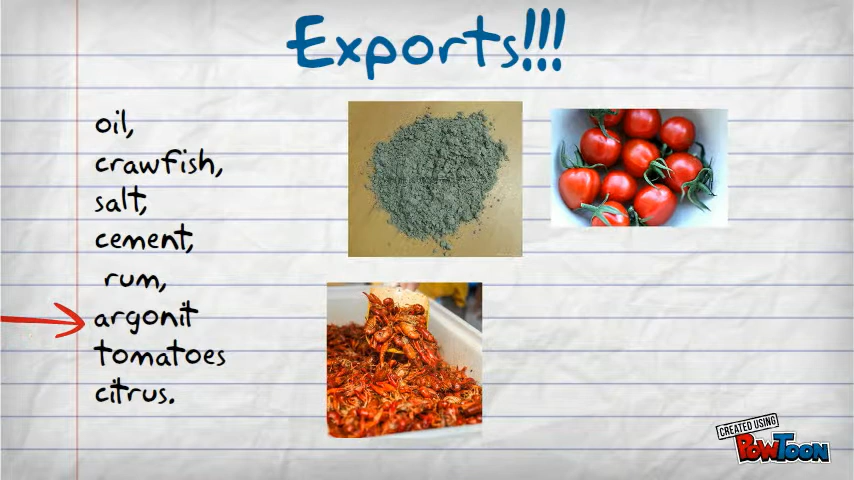 Exports!!!
oil,
crawfish,
salt,
cement,
rum,
argonit
tomatoes
citrus.
CREATED USING
POWTOON